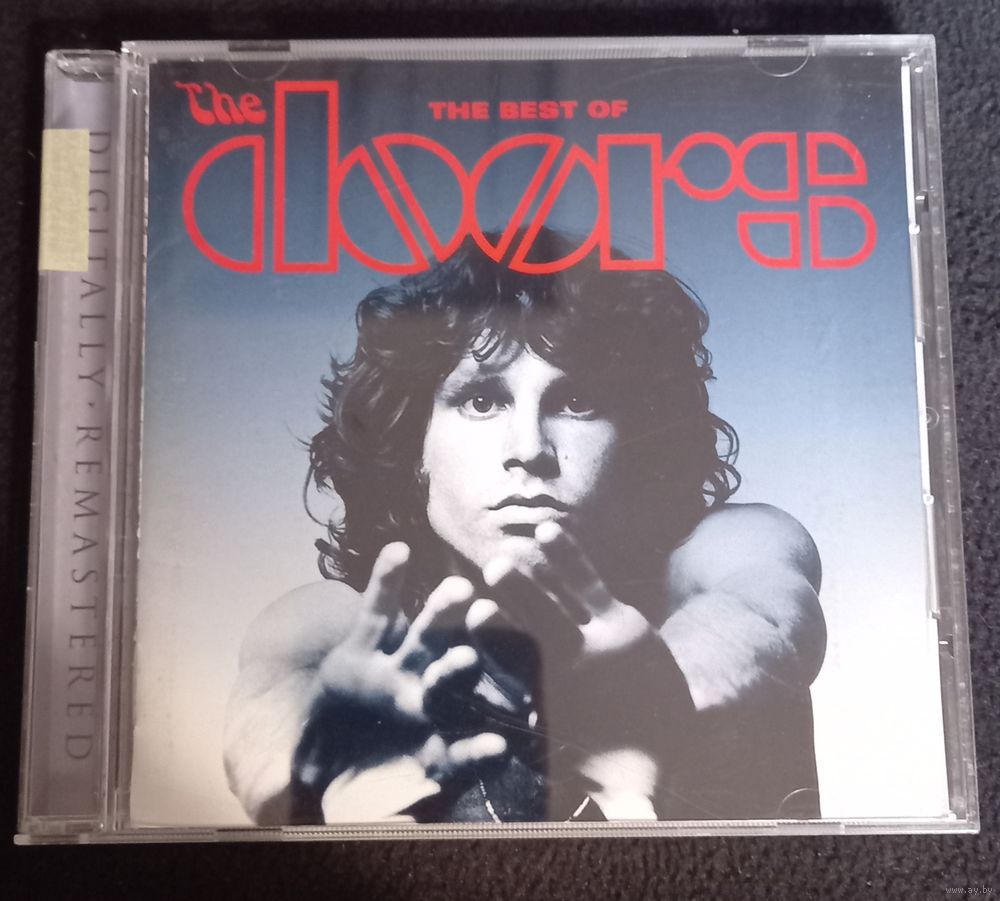 The
THE BEST OF
doors
DIGITALLY · REMASTERED
www.ay.by